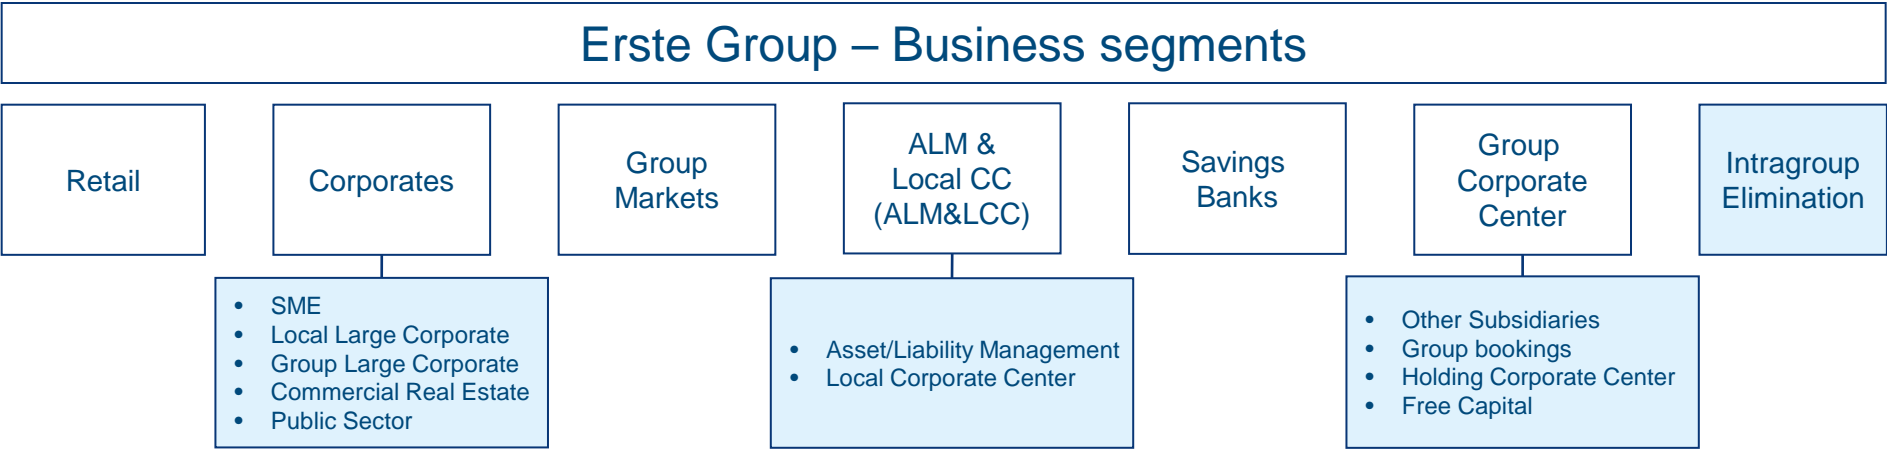 Erste Group – Business segments
Retail
Corporates
Group
Markets
ALM &
Local CC
(ALM&LCC)
Savings
Banks
Group
Corporate
Center
Intragroup
Elimination
• SME
• Local Large Corporate
• Group Large Corporate
• Commercial Real Estate
• Public Sector
• Asset/Liability Management
• Local Corporate Center
• Other Subsidiaries
• Group bookings
• Holding Corporate Center
• Free Capital